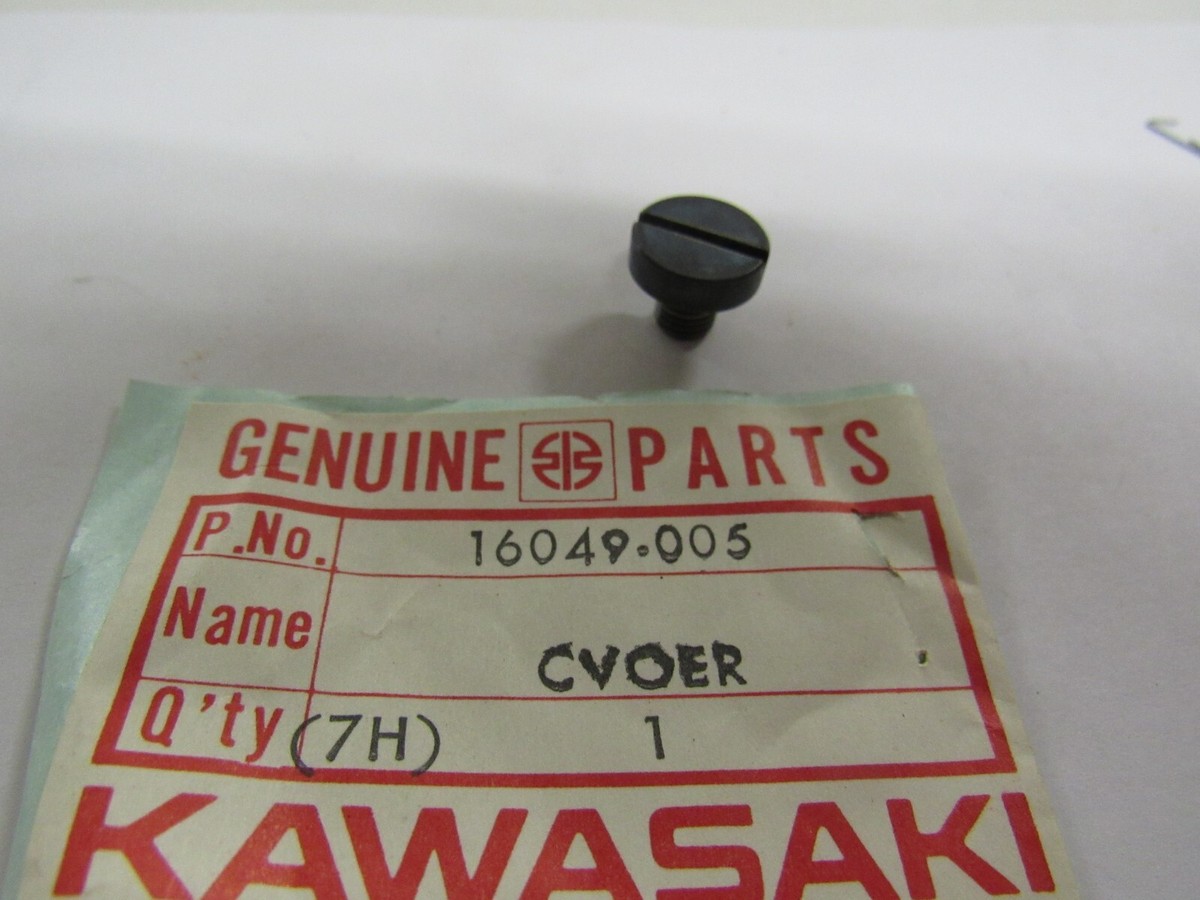 GENUINE PARTS
P.No. 16049-005
Name CVOER
Q'ty (7H) 1
KAWASAKI